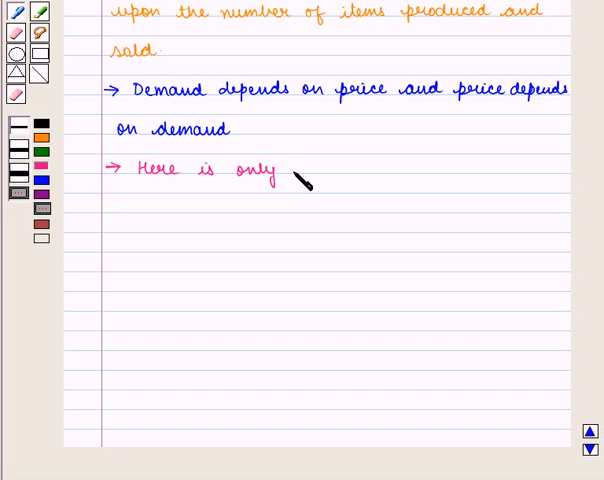 upon the number of items produced and
sold.
→ Demand depends on price and price depends
on demand
→ Here is only